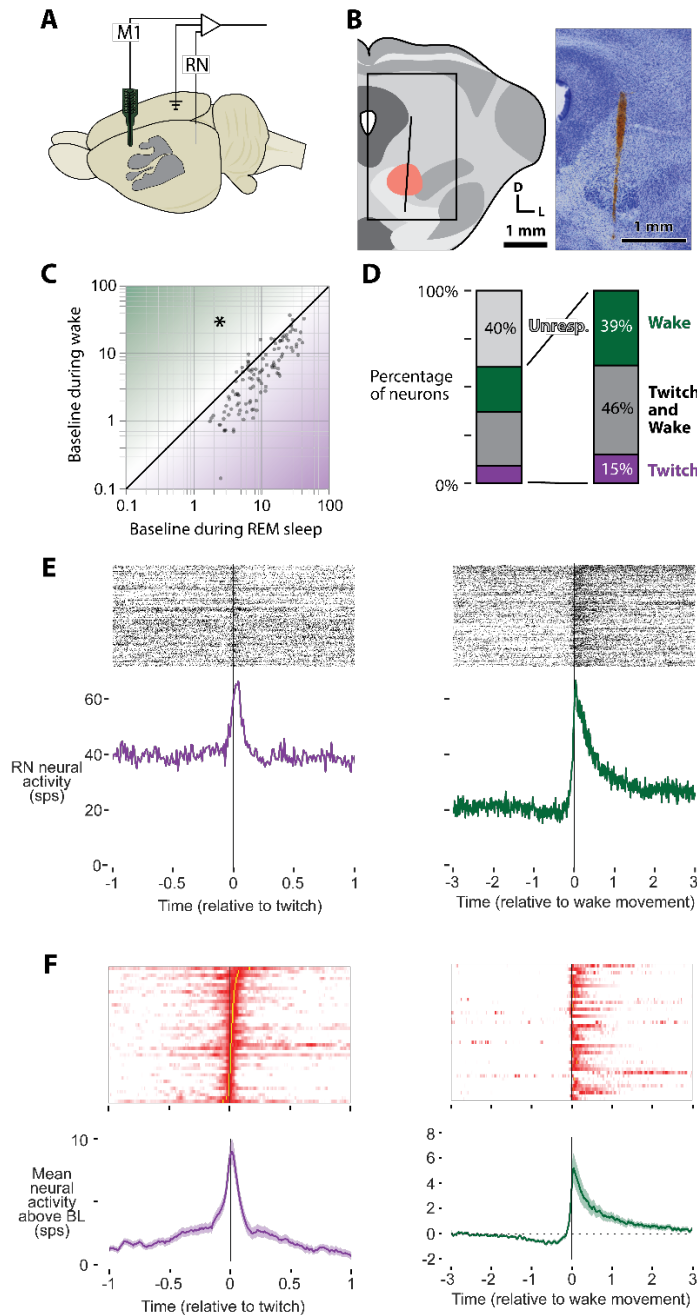 A
M1
RN
B
D
L
1 mm
1 mm
C
100
10
1
0.1
Baseline during wake
*
0.1
1
10
100
Baseline during REM sleep
D
100%
Percentage
of neurons
0%
40%
Unresp.
39%
Wake
46%
Twitch
and
Wake
15%
Twitch
E
60
40
20
0
RN neural
activity
(sps)
-1
-0.5
0
0.5
1
Time (relative to twitch)
-3
-2
-1
0
1
2
3
Time (relative to wake movement)
F
10
5
0
Mean
neural
activity
above BL
(sps)
-1
-0.5
0
0.5
1
Time (relative to twitch)
8
6
4
2
0
-2
-3
-2
-1
0
1
2
3
Time (relative to wake movement)